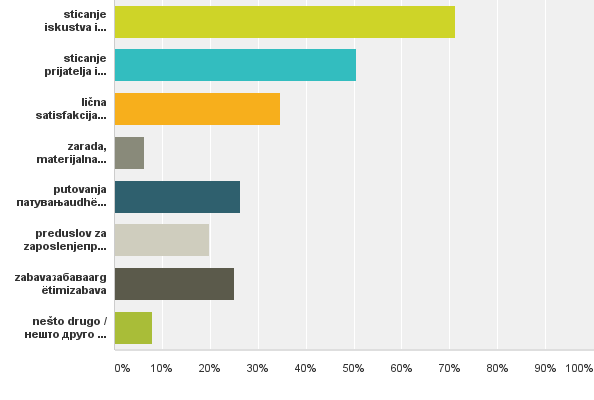 sticanje
iskustva i...
sticanje
prijatelja i...
lična
satisfakcija...
zarada,
materijalna...
putovanja
патувањаudhë...
preduslov za
zaposlenjenp...
zabavaзабаваarg
ëtimizabava
nešto drugo /
нешто друго ...
0% 10% 20% 30% 40% 50% 60% 70% 80% 90% 100%